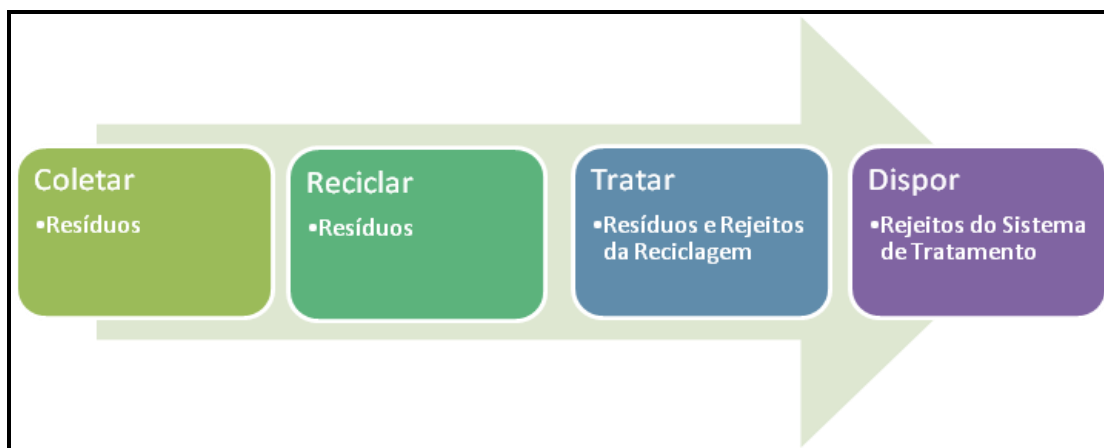 Coletar
•Resíduos
Reciclar
•Resíduos
Tratar
•Resíduos e Rejeitos
da Reciclagem
Dispor
•Rejeitos do Sistema
de Tratamento